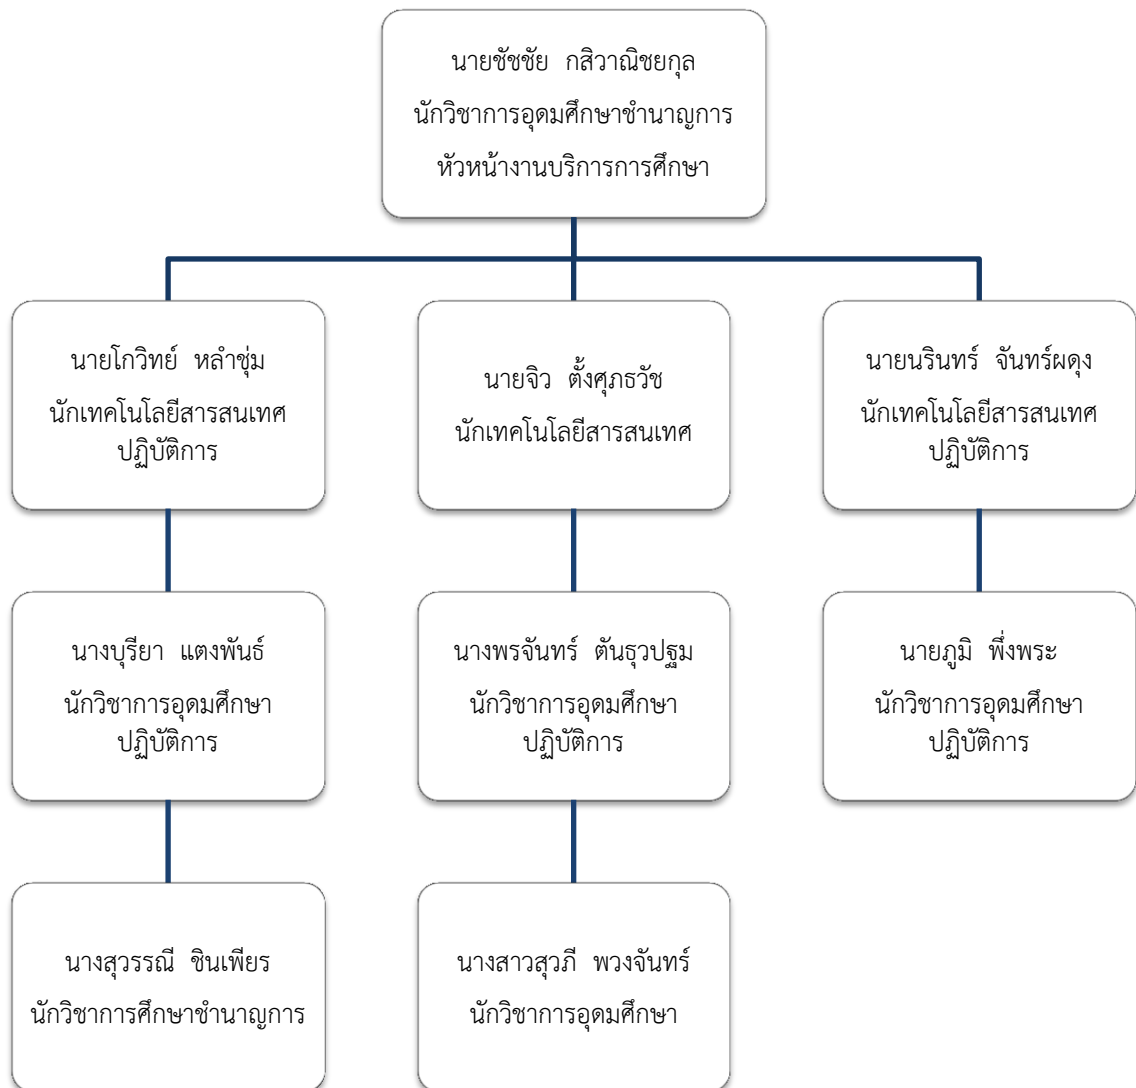 นายชัชชัย กสิวาณิชยกุล
นักวิชาการอุดมศึกษาชำนาญการ
หัวหน้างานบริการการศึกษา
นายโกวิทย์ หลำชุ่ม
นักเทคโนโลยีสารสนเทศ
ปฏิบัติการ
นายจิว ตั้งศุภธวัช
นักเทคโนโลยีสารสนเทศ
นายนรินทร์ จันทร์ผดุง
นักเทคโนโลยีสารสนเทศ
ปฏิบัติการ
นางบุรียา แตงพันธ์
นักวิชาการอุดมศึกษา
ปฏิบัติการ
นางพรจันทร์ ตันธุวปฐม
นักวิชาการอุดมศึกษา
ปฏิบัติการ
นายภูมิ พึ่งพระ
นักวิชาการอุดมศึกษา
ปฏิบัติการ
นางสุวรรณี ชินเพียร
นักวิชาการศึกษาชำนาญการ
นางสาวสุวภี พวงจันทร์
นักวิชาการอุดมศึกษา